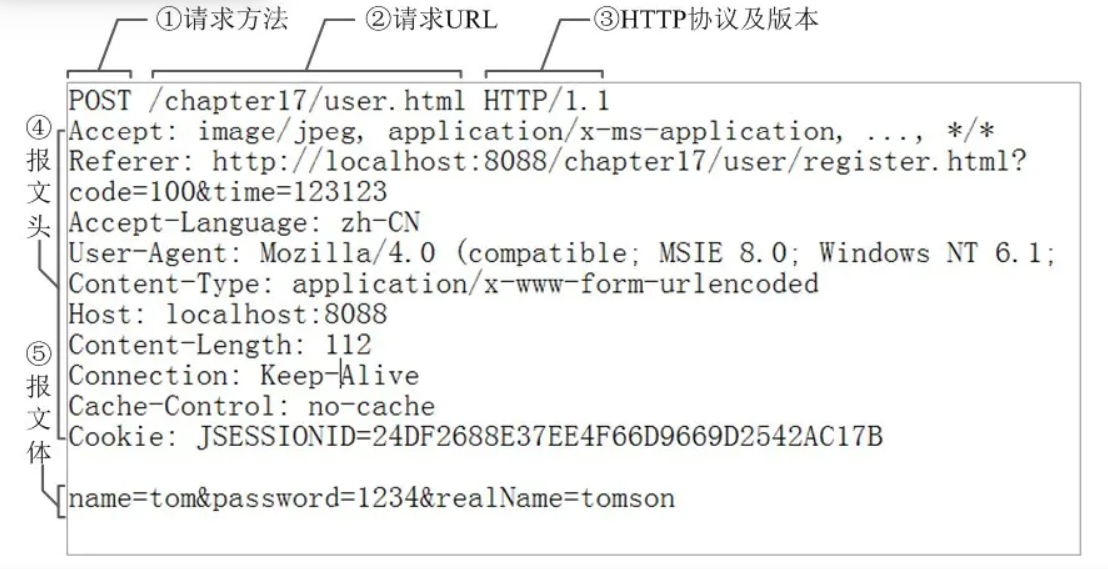 ①请求方法 ②请求URL ③HTTP协议及版本
POST /chapter17/user.html HTTP/1.1
④报文头
Accept: image/jpeg, application/x-ms-application, ..., */*
Referer: http://localhost:8088/chapter17/user/register.html?
code=100&time=123123
Accept-Language: zh-CN
User-Agent: Mozilla/4.0 (compatible; MSIE 8.0; Windows NT 6.1;
Content-Type: application/x-www-form-urlencoded
Host: localhost:8088
Content-Length: 112
Connection: Keep-Alive
Cache-Control: no-cache
Cookie: JSESSIONID=24DF2688E37EE4F66D9669D2542AC17B
⑤报文体
name=tom&password=1234&realName=tomson